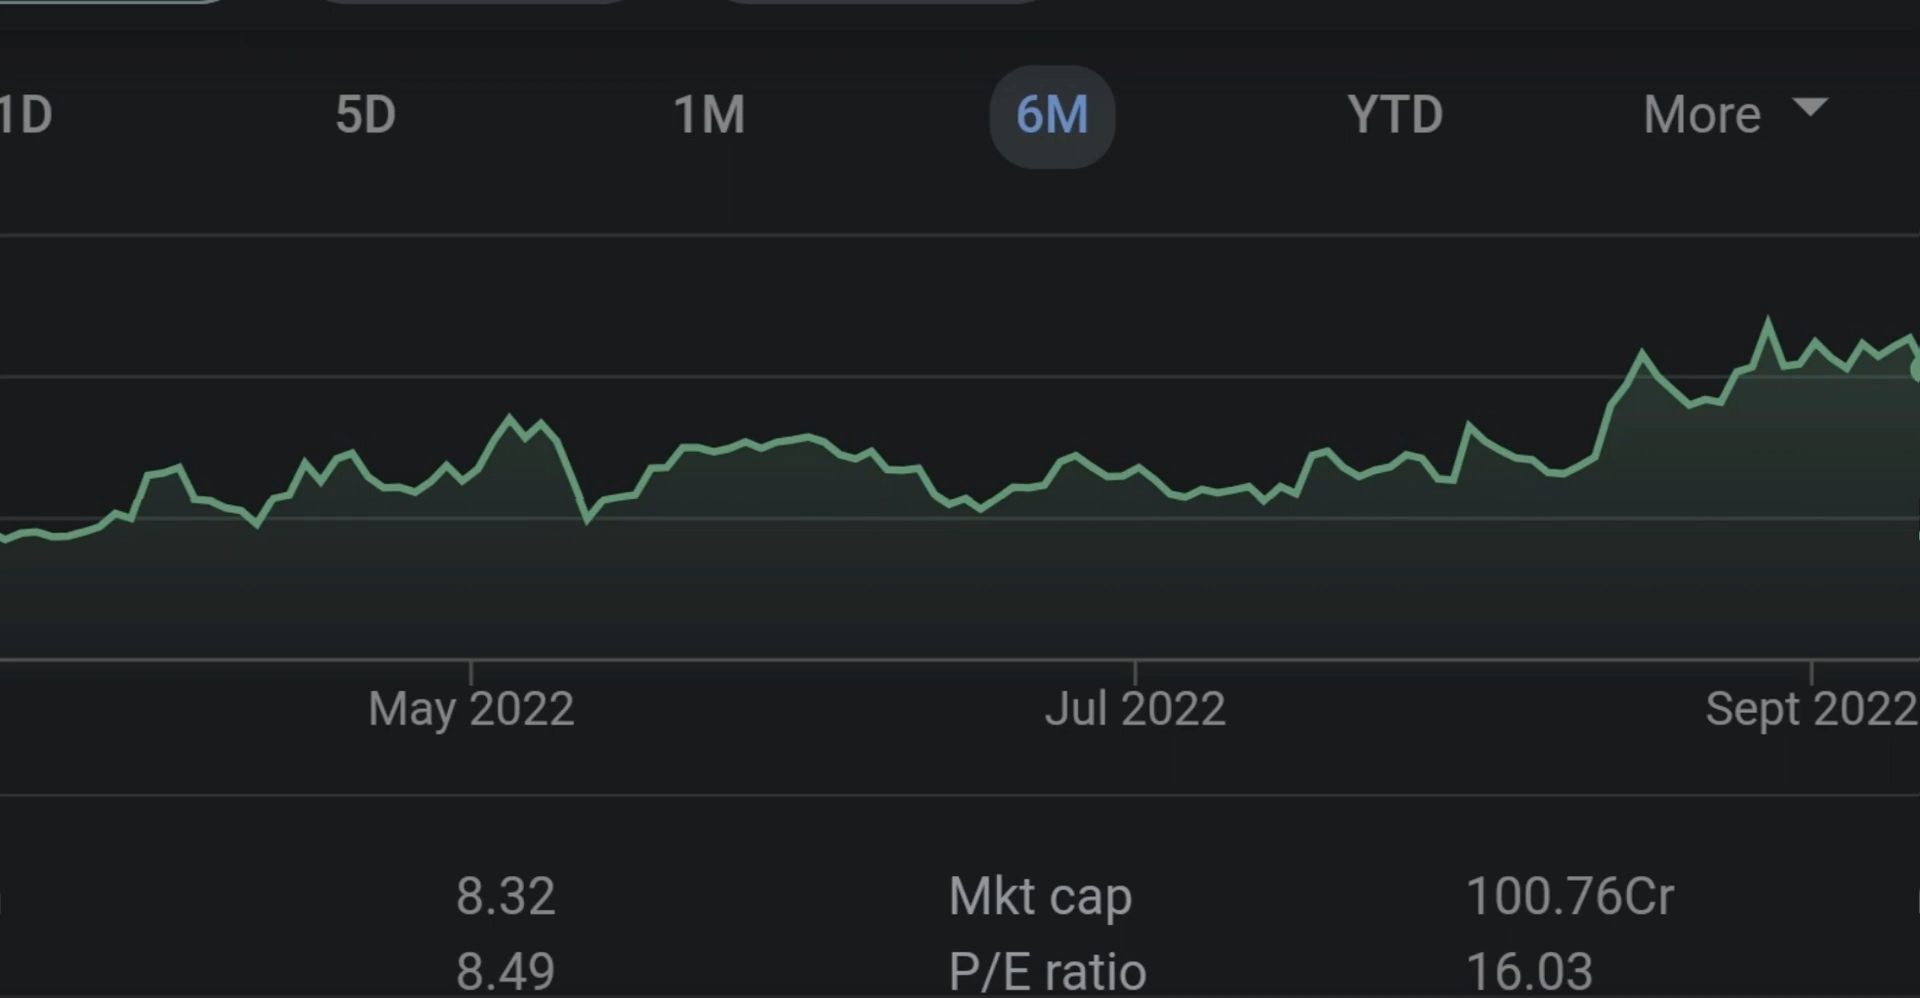 1D 5D 1M 6M YTD More
May 2022 Jul 2022 Sept 2022
8.32 Mkt cap 100.76Cr
8.49 P/E ratio 16.03